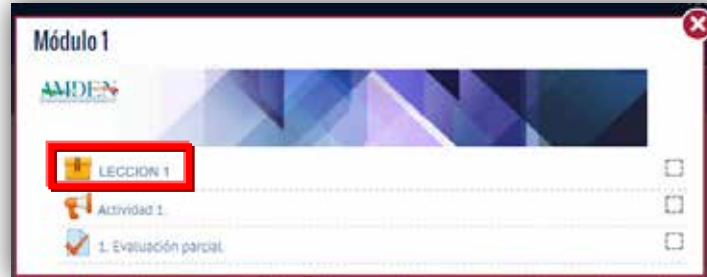 Módulo 1
AMDEN
LECCION 1
Actividad 1.
1. Evaluación parcial.